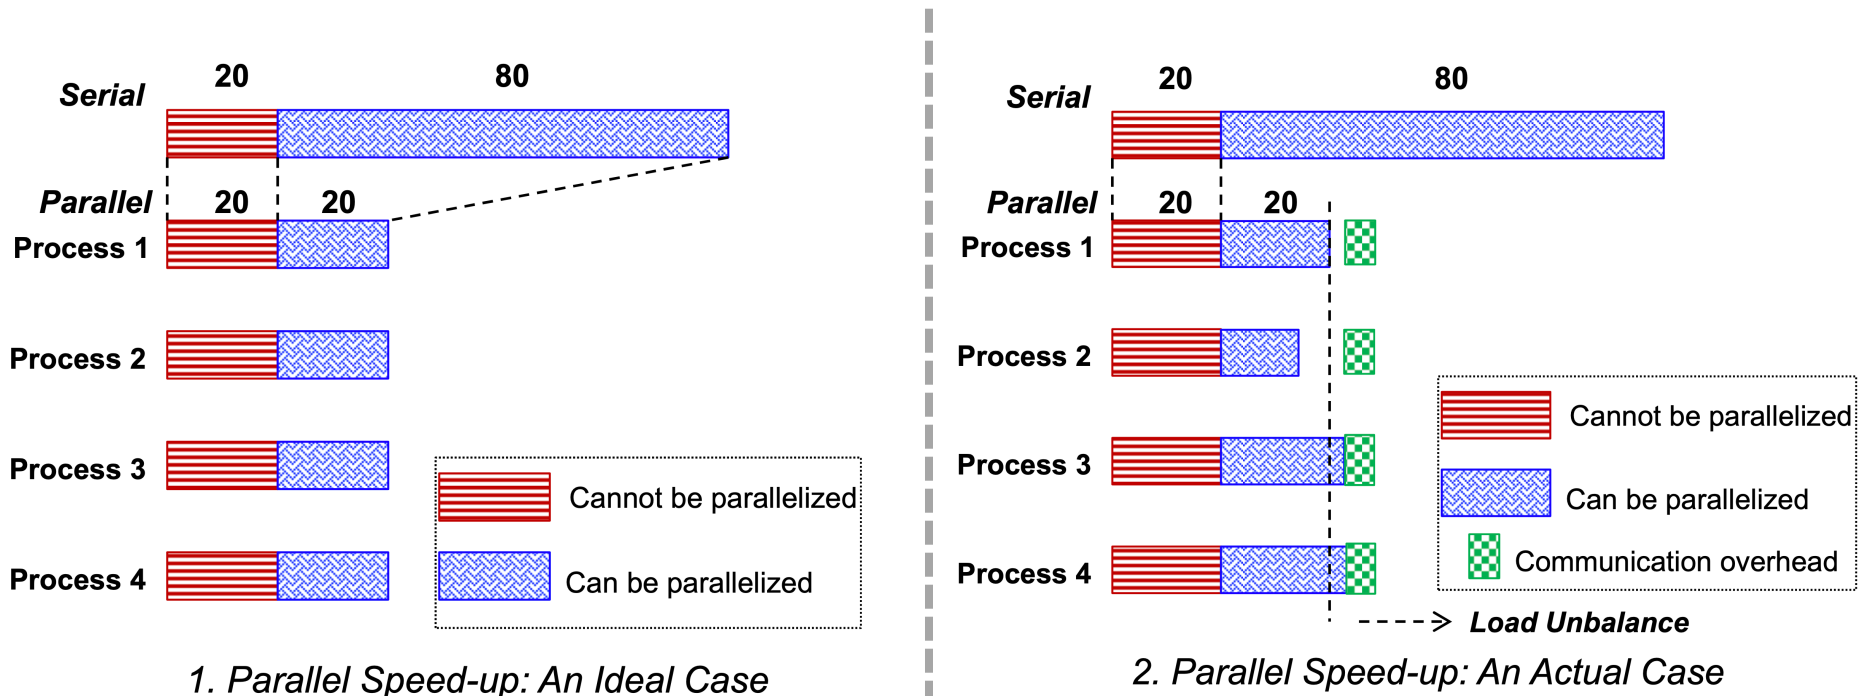 20 80
Serial
Parallel 20 20
Process 1
Process 2
Process 3
Process 4
Cannot be parallelized
Can be parallelized
1. Parallel Speed-up: An Ideal Case
20 80
Serial
Parallel 20 20
Process 1
Process 2
Process 3
Process 4
Cannot be parallelized
Can be parallelized
Communication overhead
Load Unbalance
2. Parallel Speed-up: An Actual Case